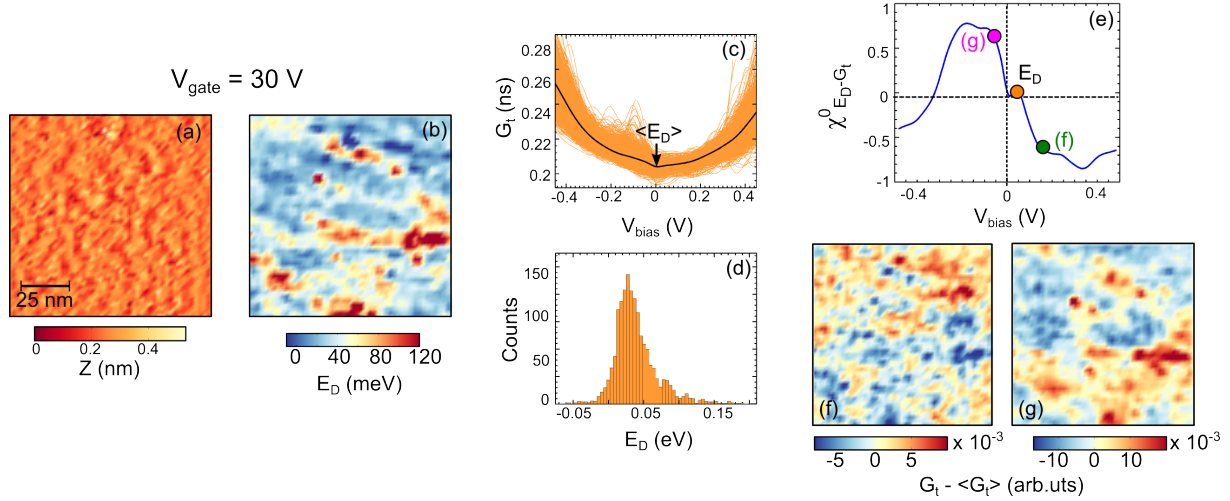 V_gate = 30 V
(a)
25 nm
0 0.2 0.4
Z (nm)
(b)
0 40 80 120
E_D (meV)
(c)
G_t (ns)
0.26
0.24
0.22
0.2
<E_D>
-0.4 -0.2 0 0.2 0.4
V_bias (V)
(d)
Counts
150
100
50
0
-0.05 0.05 0.15
E_D (eV)
(e)
χ^0 E_D-G_t
1
0.5
0
-0.5
-1
(g)
E_D
(f)
-0.4 0 0.4
V_bias (V)
(f)
-5 0 5 x 10^-3
(g)
-10 0 10 x 10^-3
G_t - <G_t> (arb.uts)